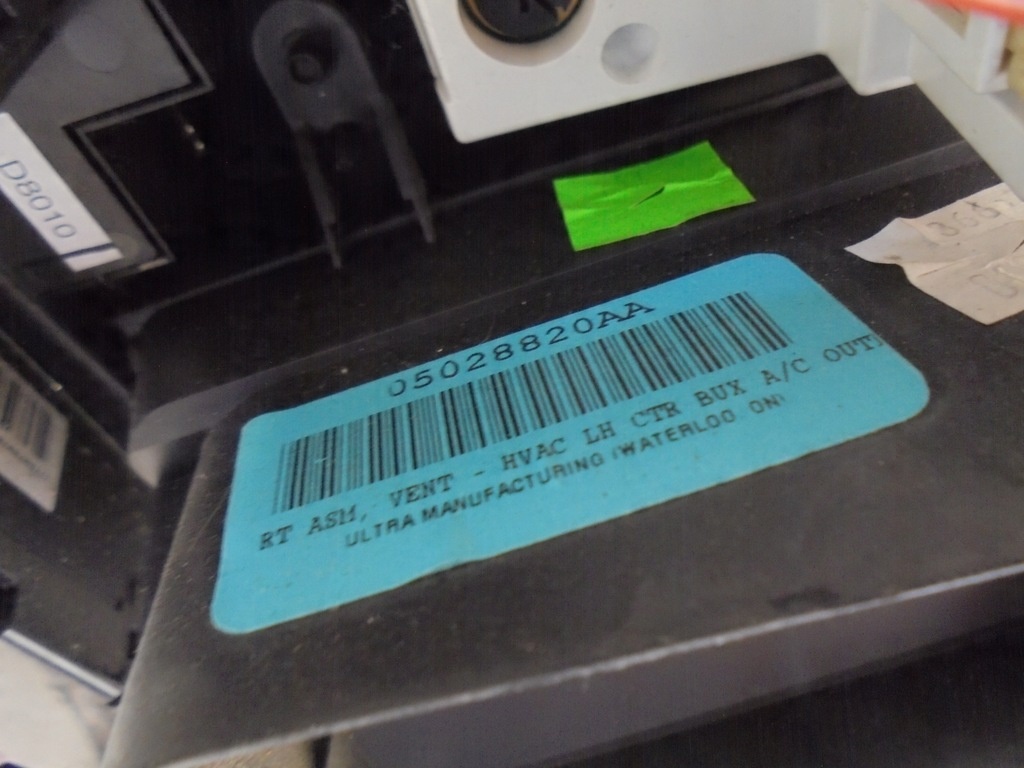 D8010
05028820AA
RT ASM, VENT - HVAC LH CTR BUX A/C OUT
ULTRA MANUFACTURING (WATERLOO ON)